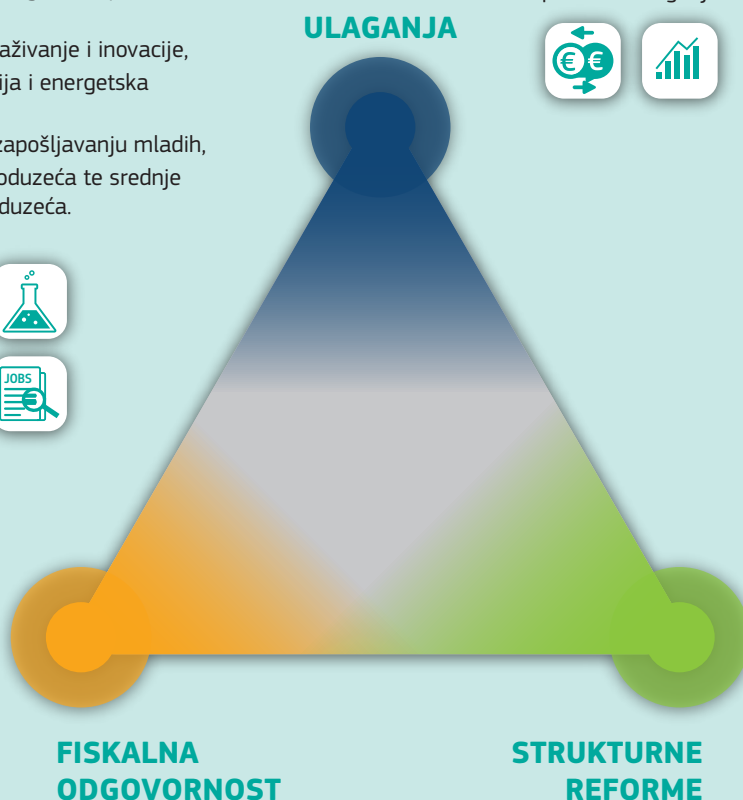 ULAGANJA
aživanje i inovacije,
ija i energetska
zapošljavanju mladih,
oduzeća te srednje
duzeća.
€ €
JOBS
€
FISKALNA
ODGOVORNOST
STRUKTURNE
REFORME